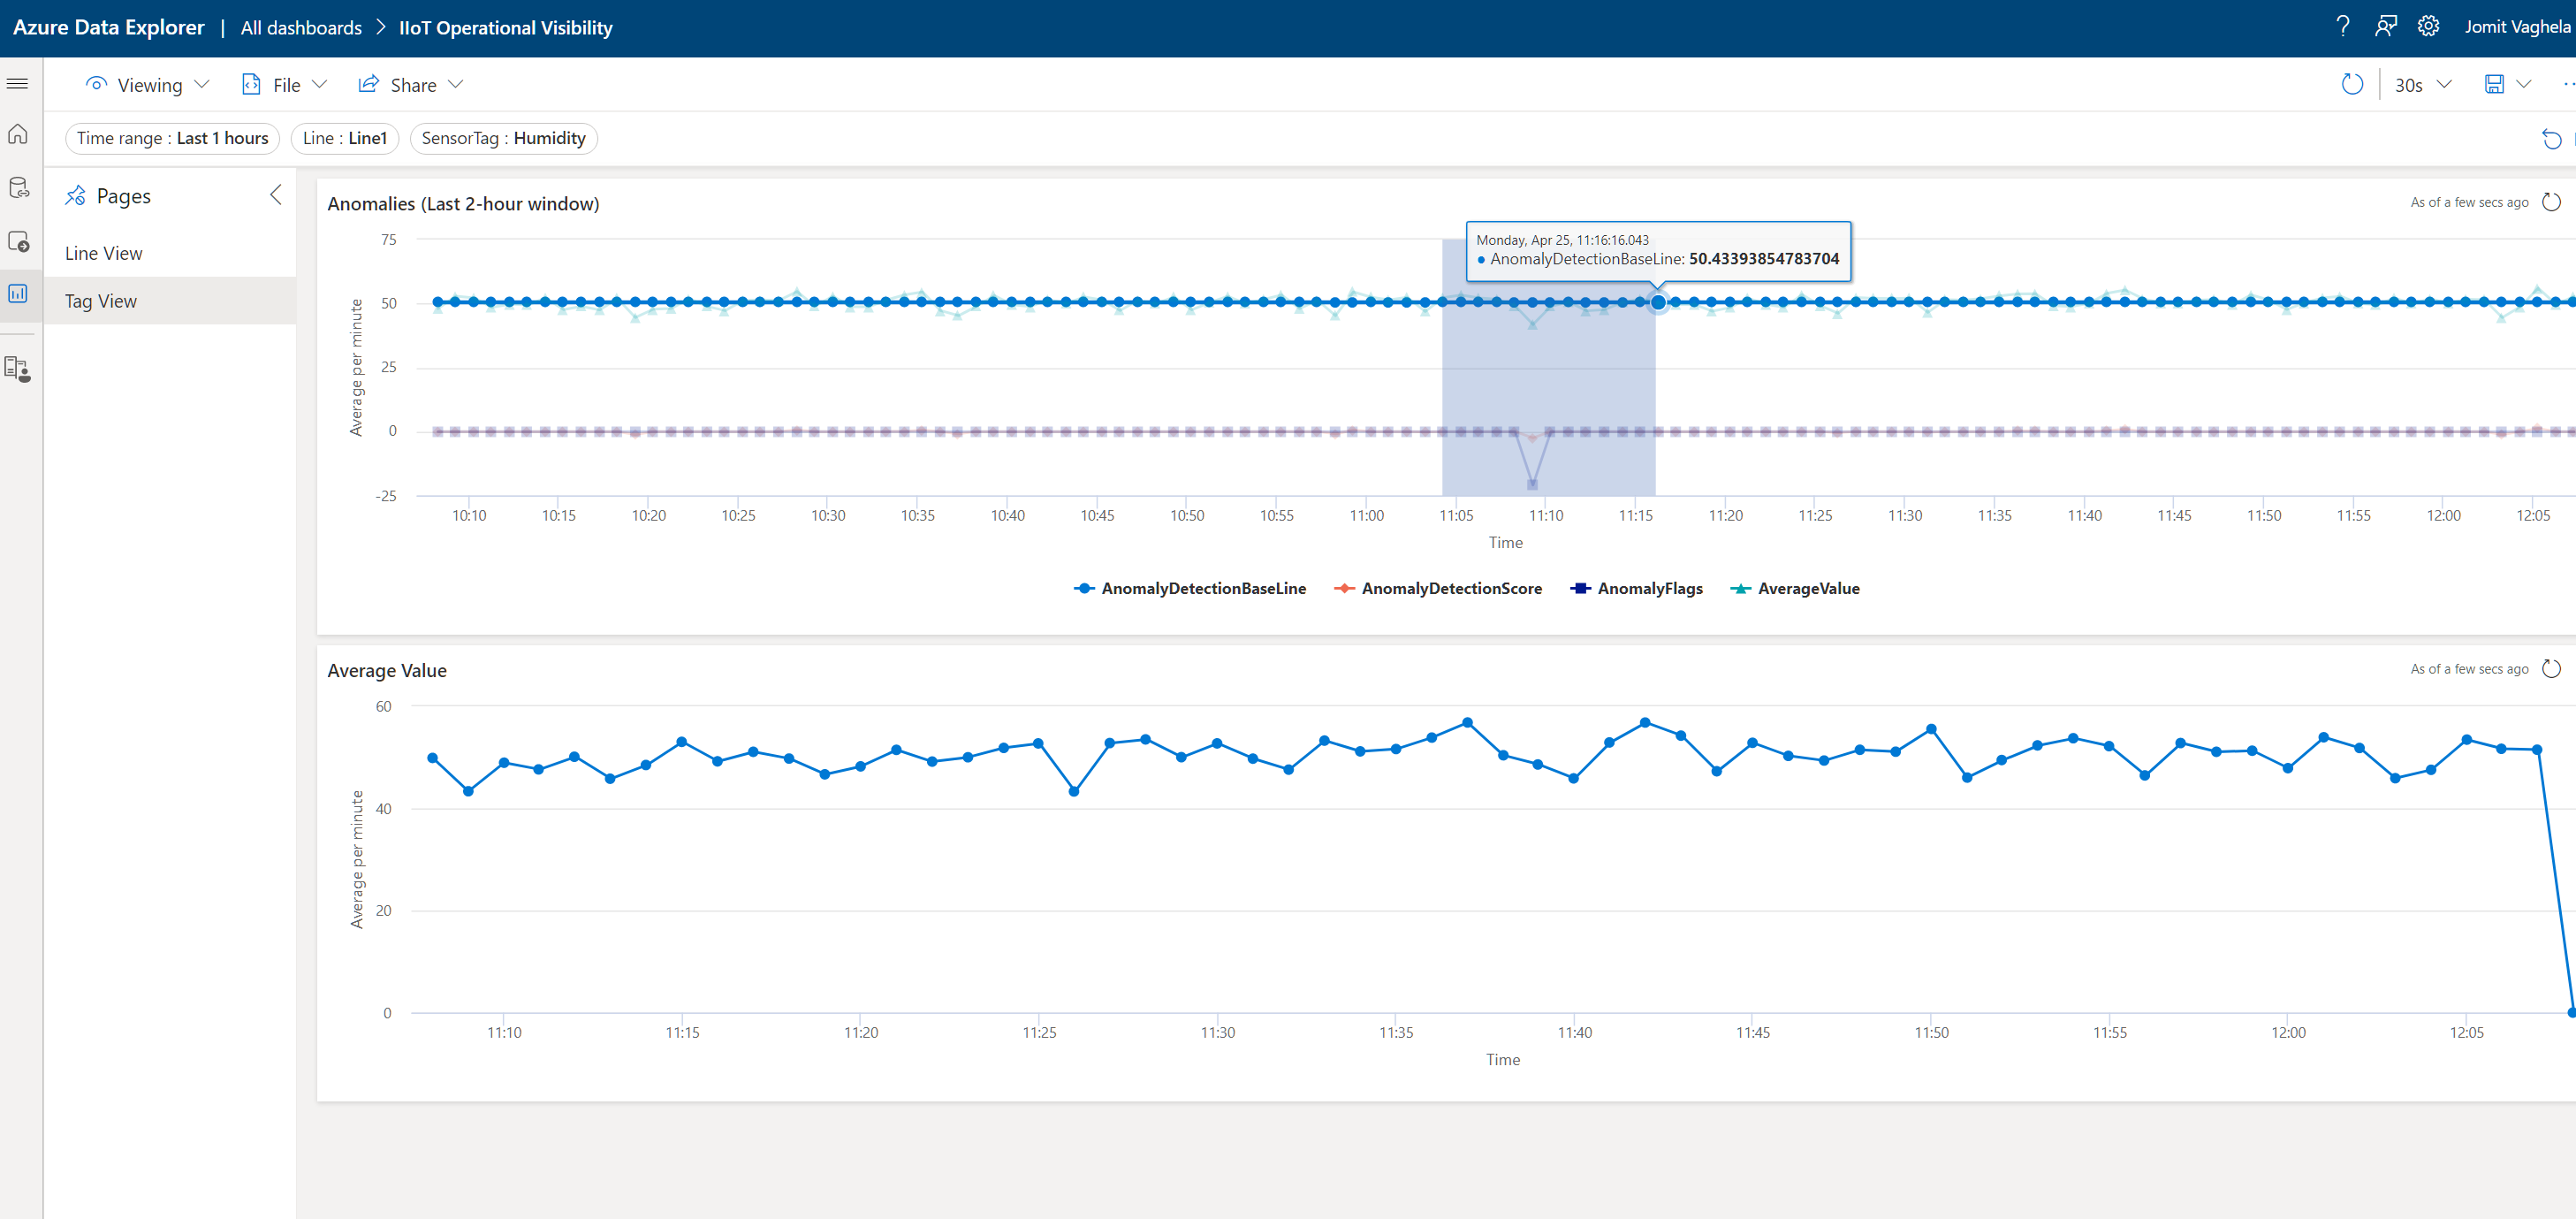 Azure Data Explorer | All dashboards > IIoT Operational Visibility
Jomit Vaghela
Viewing File Share
30s
Time range : Last 1 hours Line : Line1 SensorTag : Humidity
Pages
Line View
Tag View
Anomalies (Last 2-hour window)
As of a few secs ago
Monday, Apr 25, 11:16:16.043
AnomalyDetectionBaseLine: 50.43393854783704
Average per minute
75
50
25
0
-25
10:10 10:15 10:20 10:25 10:30 10:35 10:40 10:45 10:50 10:55 11:00 11:05 11:10 11:15 11:20 11:25 11:30 11:35 11:40 11:45 11:50 11:55 12:00 12:05
Time
AnomalyDetectionBaseLine AnomalyDetectionScore AnomalyFlags AverageValue
Average Value
As of a few secs ago
Average per minute
60
40
20
0
11:10 11:15 11:20 11:25 11:30 11:35 11:40 11:45 11:50 11:55 12:00 12:05
Time